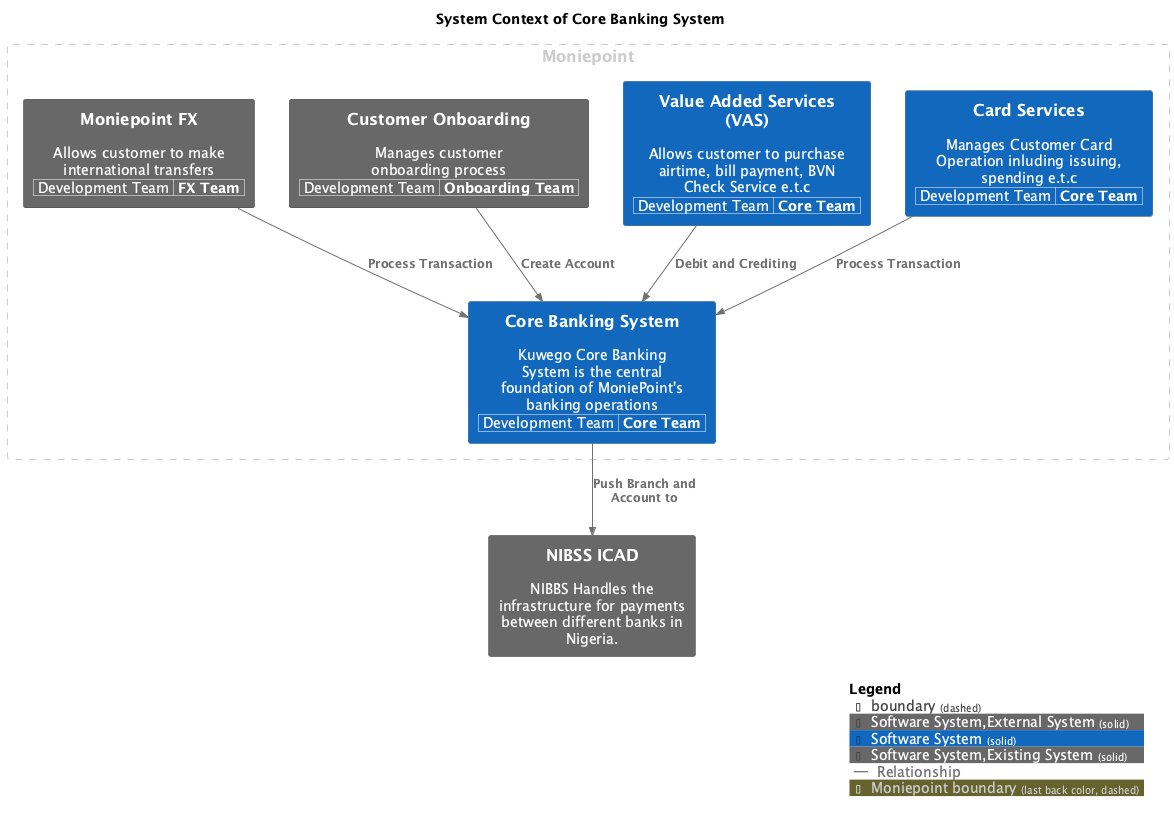 System Context of Core Banking System
Moniepoint
Moniepoint FX
Allows customer to make
international transfers
Development Team FX Team
Customer Onboarding
Manages customer
onboarding process
Development Team Onboarding Team
Value Added Services
(VAS)
Allows customer to purchase
airtime, bill payment, BVN
Check Service e.t.c
Development Team Core Team
Card Services
Manages Customer Card
Operation inluding issuing,
spending e.t.c
Development Team Core Team
Process Transaction
Create Account
Debit and Crediting
Process Transaction
Core Banking System
Kuwego Core Banking
System is the central
foundation of MoniePoint's
banking operations
Development Team Core Team
Push Branch and
Account to
NIBSS ICAD
NIBBS Handles the
infrastructure for payments
between different banks in
Nigeria.
Legend
boundary (dashed)
Software System,External System (solid)
Software System (solid)
Software System,Existing System (solid)
Relationship
Moniepoint boundary (last back color, dashed)